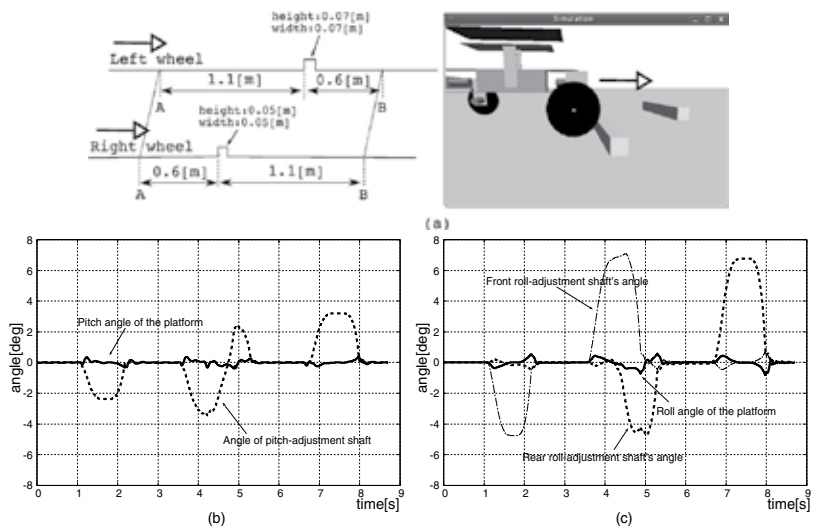 height:0.07[m]
width:0.07[m]
Left wheel
1.1[m]
0.6[m]
A
B
height:0.05[m]
width:0.05[m]
Right wheel
0.6[m]
1.1[m]
A
B
Simulation
(a)
8
6
4
2
0
-2
-4
-6
-8
angle[deg]
Pitch angle of the platform
Angle of pitch-adjustment shaft
0 1 2 3 4 5 6 7 8 9
time[s]
(b)
8
6
4
2
0
-2
-4
-6
-8
angle[deg]
Front roll-adjustment shaft's angle
Roll angle of the platform
Rear roll-adjustment shaft's angle
0 1 2 3 4 5 6 7 8 9
time[s]
(c)